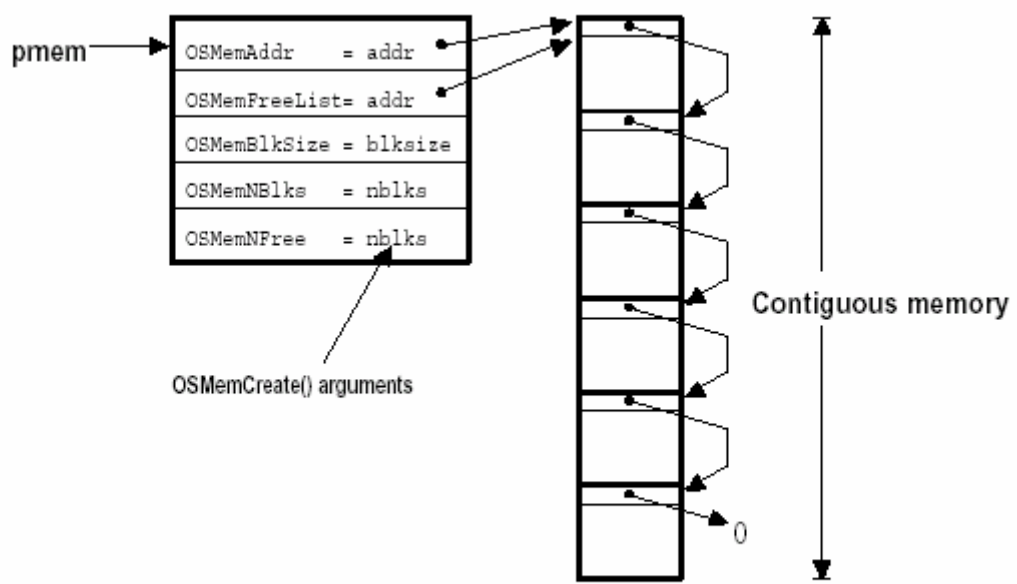 pmem
OSMemAddr = addr
OSMemFreeList= addr
OSMemBlkSize = blksize
OSMemNBlks = nblks
OSMemNFree = nblks
OSMemCreate() arguments
Contiguous memory
0